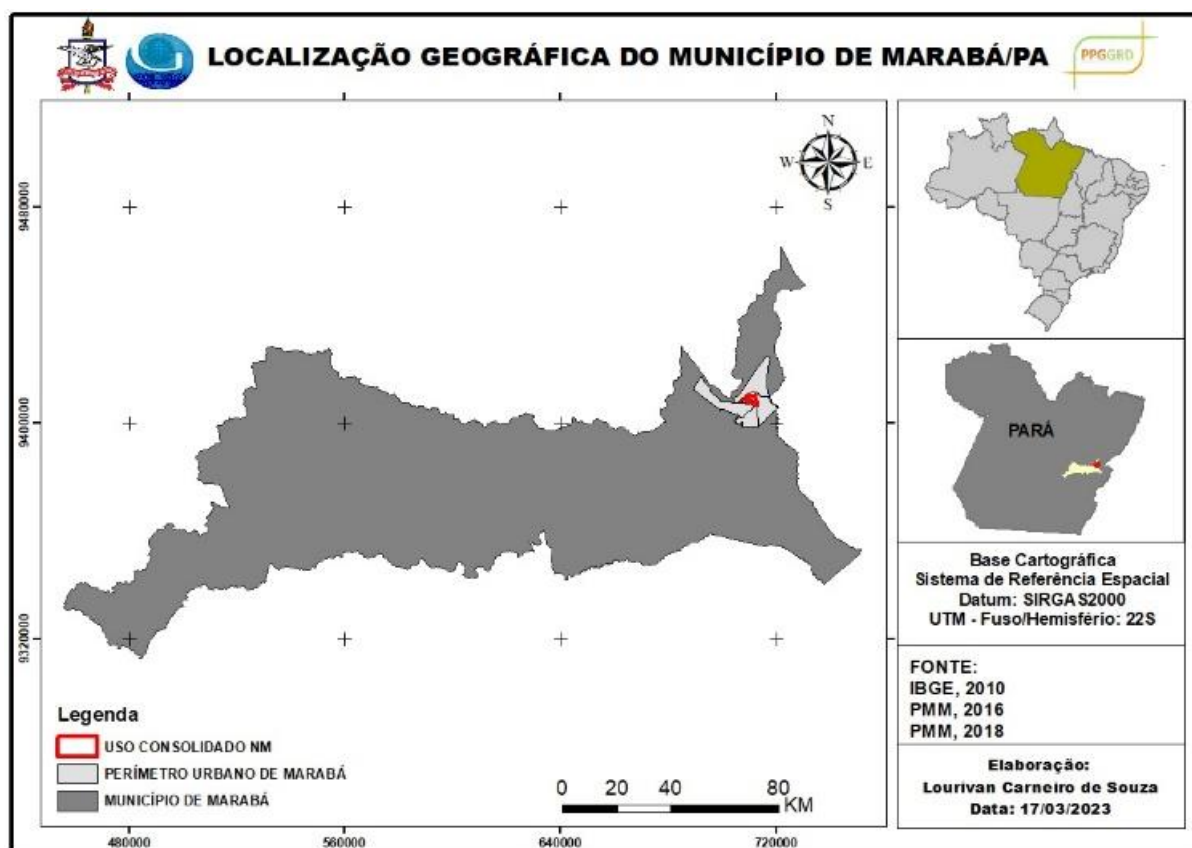 LOCALIZAÇÃO GEOGRÁFICA DO MUNICÍPIO DE MARABÁ/PA
PPGGRD
N
W E
S
9480000
9400000
9320000
480000 560000 640000 720000
Legenda
USO CONSOLIDADO NM
PERÍMETRO URBANO DE MARABÁ
MUNICÍPIO DE MARABÁ
0 20 40 80
KM
PARÁ
Base Cartográfica
Sistema de Referência Espacial
Datum: SIRGAS2000
UTM - Fuso/Hemisfério: 22S
FONTE:
IBGE, 2010
PMM, 2016
PMM, 2018
Elaboração:
Lourivan Carneiro de Souza
Data: 17/03/2023